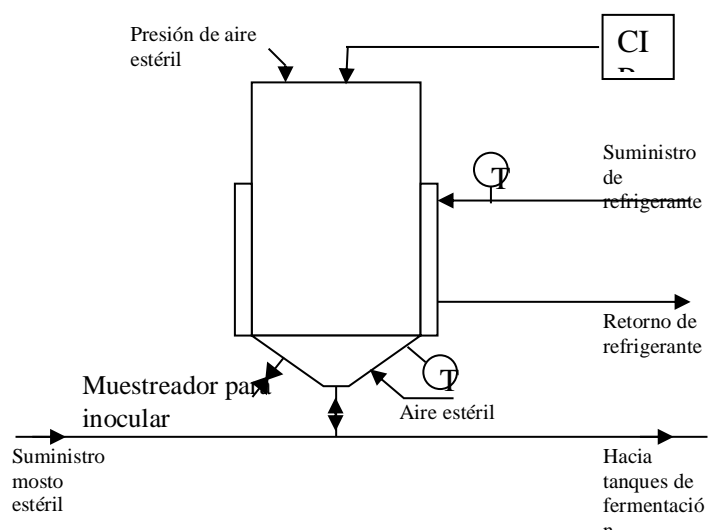 Presión de aire
estéril
CI
Suministro
de
refrigerante
T
Retorno de
refrigerante
T
Muestreador para
inocular
Aire estéril
Suministro
mosto
estéril
Hacia
tanques de
fermentació